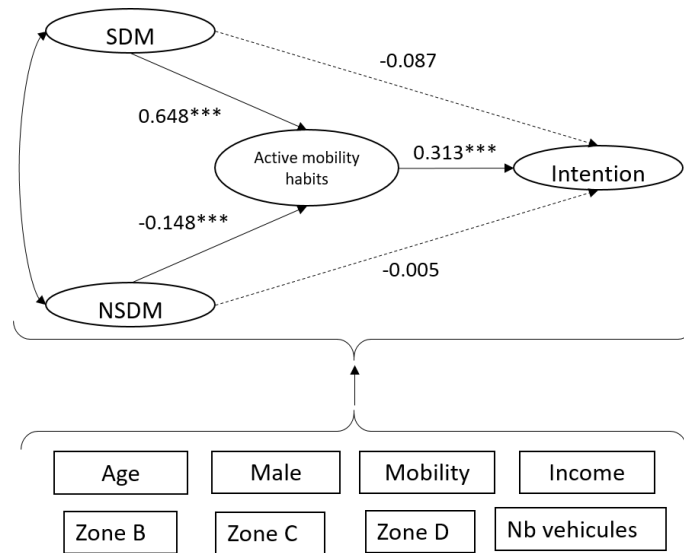 SDM
-0.087
0.648***
Active mobility
habits
0.313***
Intention
-0.148***
-0.005
NSDM
Age
Male
Mobility
Income
Zone B
Zone C
Zone D
Nb vehicules